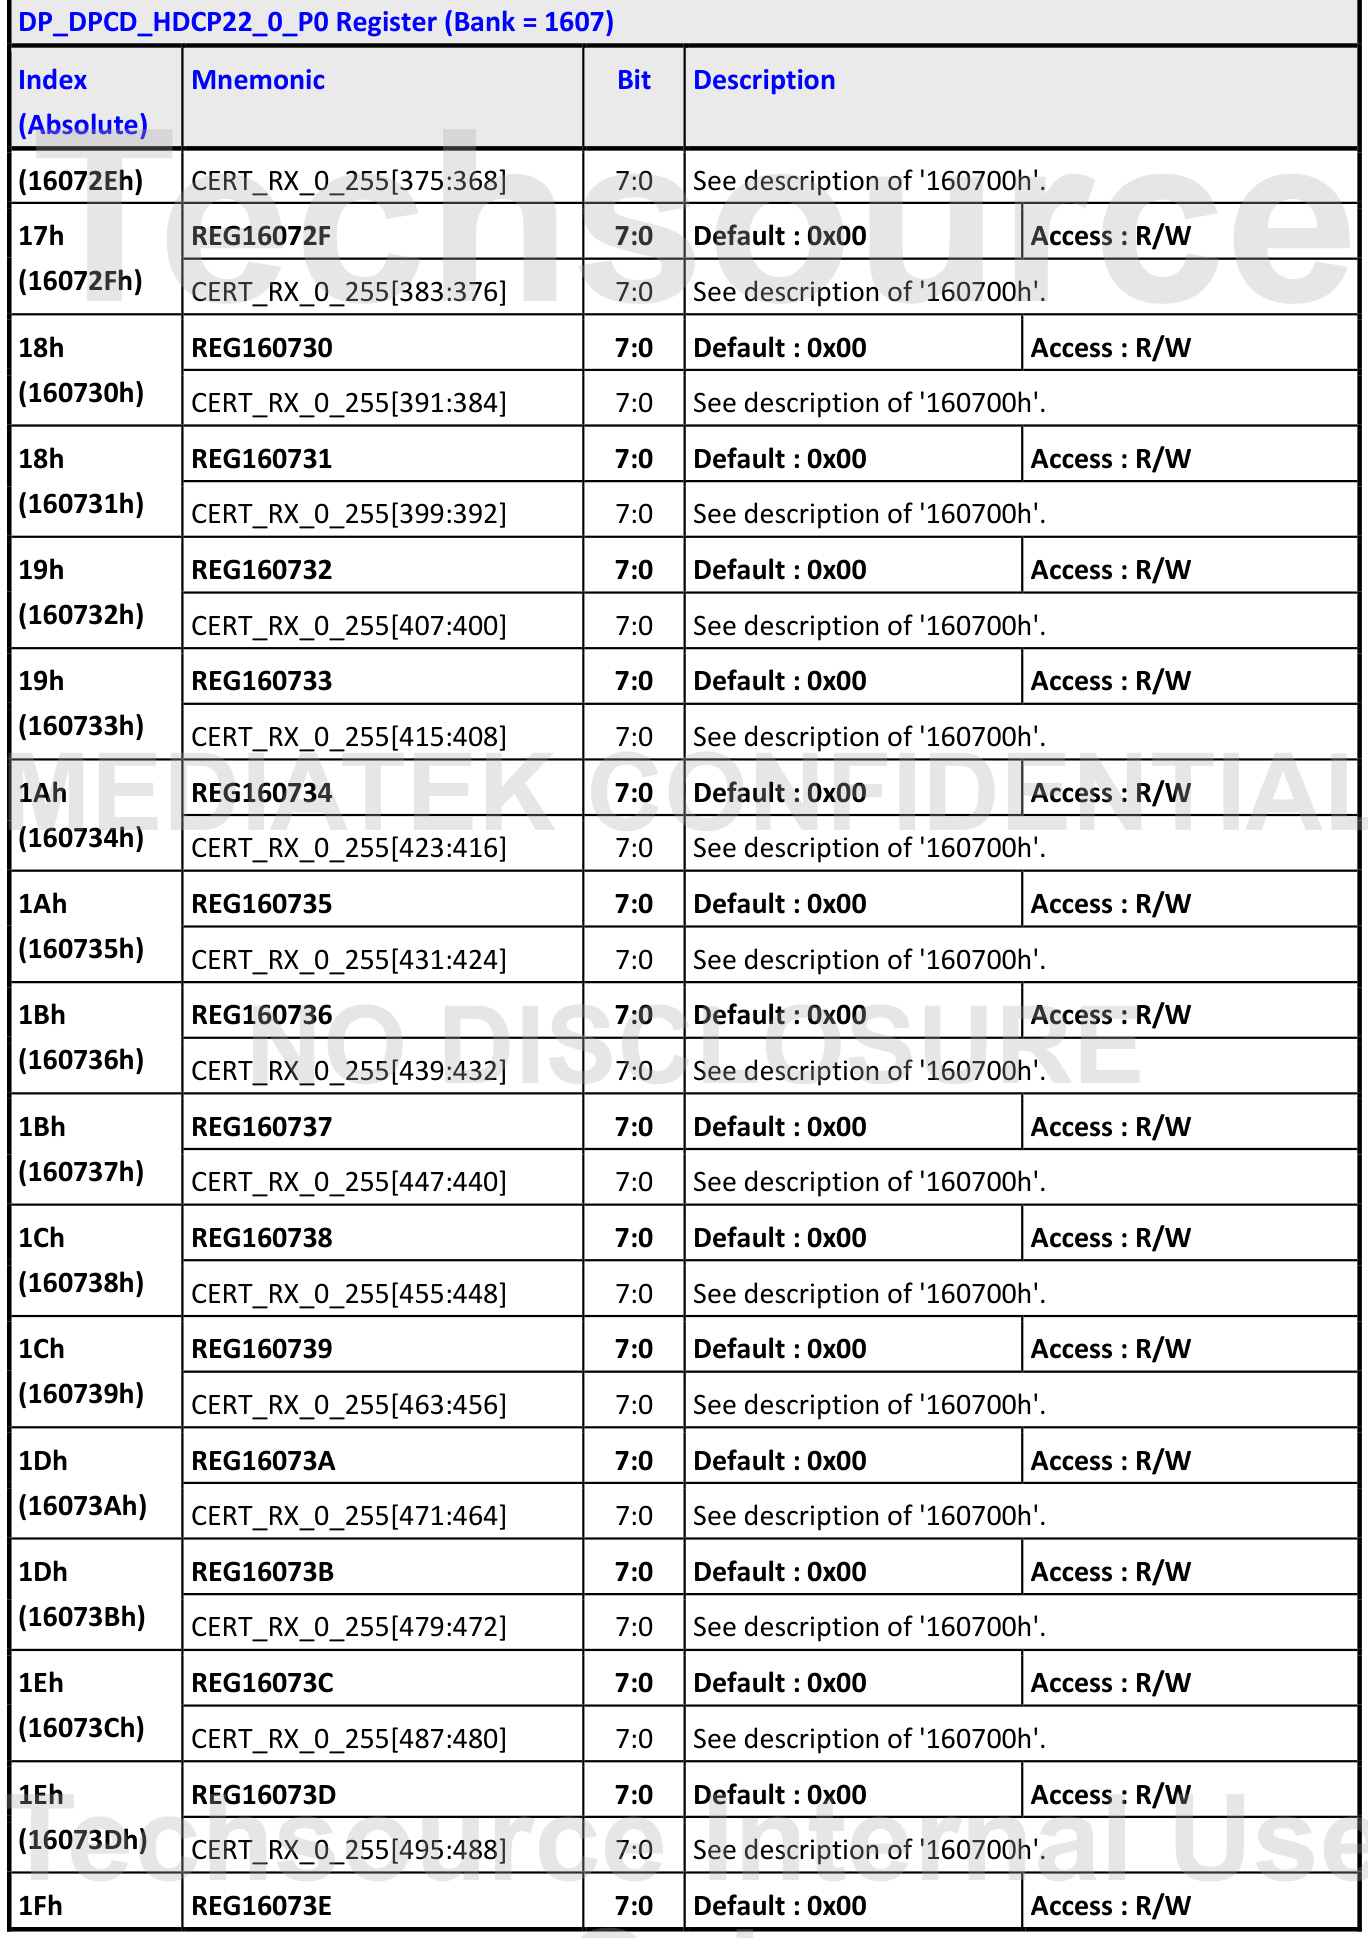 DP_DPCD_HDCP22_0_P0 Register (Bank = 1607)
Index
(Absolute)
Mnemonic
Bit
Description
(16072Eh)
CERT_RX_0_255[375:368]
7:0
See description of '160700h'.
17h
(16072Fh)
REG16072F
7:0
Default : 0x00
Access : R/W
CERT_RX_0_255[383:376]
7:0
See description of '160700h'.
18h
(160730h)
REG160730
7:0
Default : 0x00
Access : R/W
CERT_RX_0_255[391:384]
7:0
See description of '160700h'.
18h
(160731h)
REG160731
7:0
Default : 0x00
Access : R/W
CERT_RX_0_255[399:392]
7:0
See description of '160700h'.
19h
(160732h)
REG160732
7:0
Default : 0x00
Access : R/W
CERT_RX_0_255[407:400]
7:0
See description of '160700h'.
19h
(160733h)
REG160733
7:0
Default : 0x00
Access : R/W
CERT_RX_0_255[415:408]
7:0
See description of '160700h'.
1Ah
(160734h)
REG160734
7:0
Default : 0x00
Access : R/W
CERT_RX_0_255[423:416]
7:0
See description of '160700h'.
1Ah
(160735h)
REG160735
7:0
Default : 0x00
Access : R/W
CERT_RX_0_255[431:424]
7:0
See description of '160700h'.
1Bh
(160736h)
REG160736
7:0
Default : 0x00
Access : R/W
CERT_RX_0_255[439:432]
7:0
See description of '160700h'.
1Bh
(160737h)
REG160737
7:0
Default : 0x00
Access : R/W
CERT_RX_0_255[447:440]
7:0
See description of '160700h'.
1Ch
(160738h)
REG160738
7:0
Default : 0x00
Access : R/W
CERT_RX_0_255[455:448]
7:0
See description of '160700h'.
1Ch
(160739h)
REG160739
7:0
Default : 0x00
Access : R/W
CERT_RX_0_255[463:456]
7:0
See description of '160700h'.
1Dh
(16073Ah)
REG16073A
7:0
Default : 0x00
Access : R/W
CERT_RX_0_255[471:464]
7:0
See description of '160700h'.
1Dh
(16073Bh)
REG16073B
7:0
Default : 0x00
Access : R/W
CERT_RX_0_255[479:472]
7:0
See description of '160700h'.
1Eh
(16073Ch)
REG16073C
7:0
Default : 0x00
Access : R/W
CERT_RX_0_255[487:480]
7:0
See description of '160700h'.
1Eh
(16073Dh)
REG16073D
7:0
Default : 0x00
Access : R/W
CERT_RX_0_255[495:488]
7:0
See description of '160700h'.
1Fh
REG16073E
7:0
Default : 0x00
Access : R/W
Techsource
MEDIATEK CONFIDENTIAL
NO DISCLOSURE
Techsource Internal Use